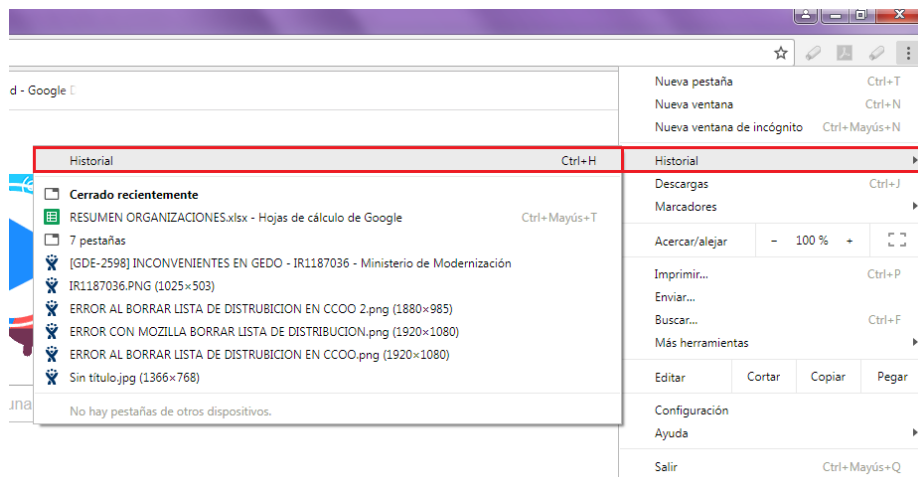 d - Google D
Nueva pestaña Ctrl+T
Nueva ventana Ctrl+N
Nueva ventana de incógnito Ctrl+Mayús+N
Historial Ctrl+H
Historial
Cerrado recientemente
RESUMEN ORGANIZACIONES.xlsx - Hojas de cálculo de Google Ctrl+Mayús+T
7 pestañas
[GDE-2598] INCONVENIENTES EN GEDO - IR1187036 - Ministerio de Modernización
IR1187036.PNG (1025×503)
ERROR AL BORRAR LISTA DE DISTRUBICION EN CCOO 2.png (1880×985)
ERROR CON MOZILLA BORRAR LISTA DE DISTRIBUCION.png (1920×1080)
ERROR AL BORRAR LISTA DE DISTRUBICION EN CCOO.png (1920×1080)
Sin título.jpg (1366×768)
No hay pestañas de otros dispositivos.
Descargas Ctrl+J
Marcadores
Acercar/alejar - 100 % +
Imprimir... Ctrl+P
Enviar...
Buscar... Ctrl+F
Más herramientas
Editar Cortar Copiar Pegar
Configuración
Ayuda
Salir Ctrl+Mayús+Q
una